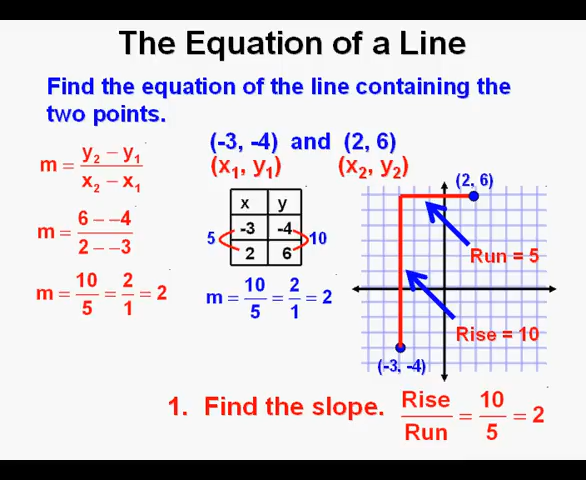 The Equation of a Line
Find the equation of the line containing the
two points.
(-3, -4) and (2, 6)
(x₁, y₁) (x₂, y₂)
m = y₂ – y₁ / x₂ – x₁
m = 6 – –4 / 2 – –3
m = 10/5 = 2/1 = 2
x y
-3 -4
2 6
5 10
m = 10/5 = 2/1 = 2
(2, 6)
Run = 5
Rise = 10
(-3, -4)
1. Find the slope. Rise/Run = 10/5 = 2